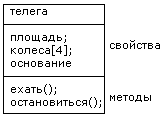 телега
площадь;
колеса[4];
основание
свойства
ехать();
остановиться();
методы